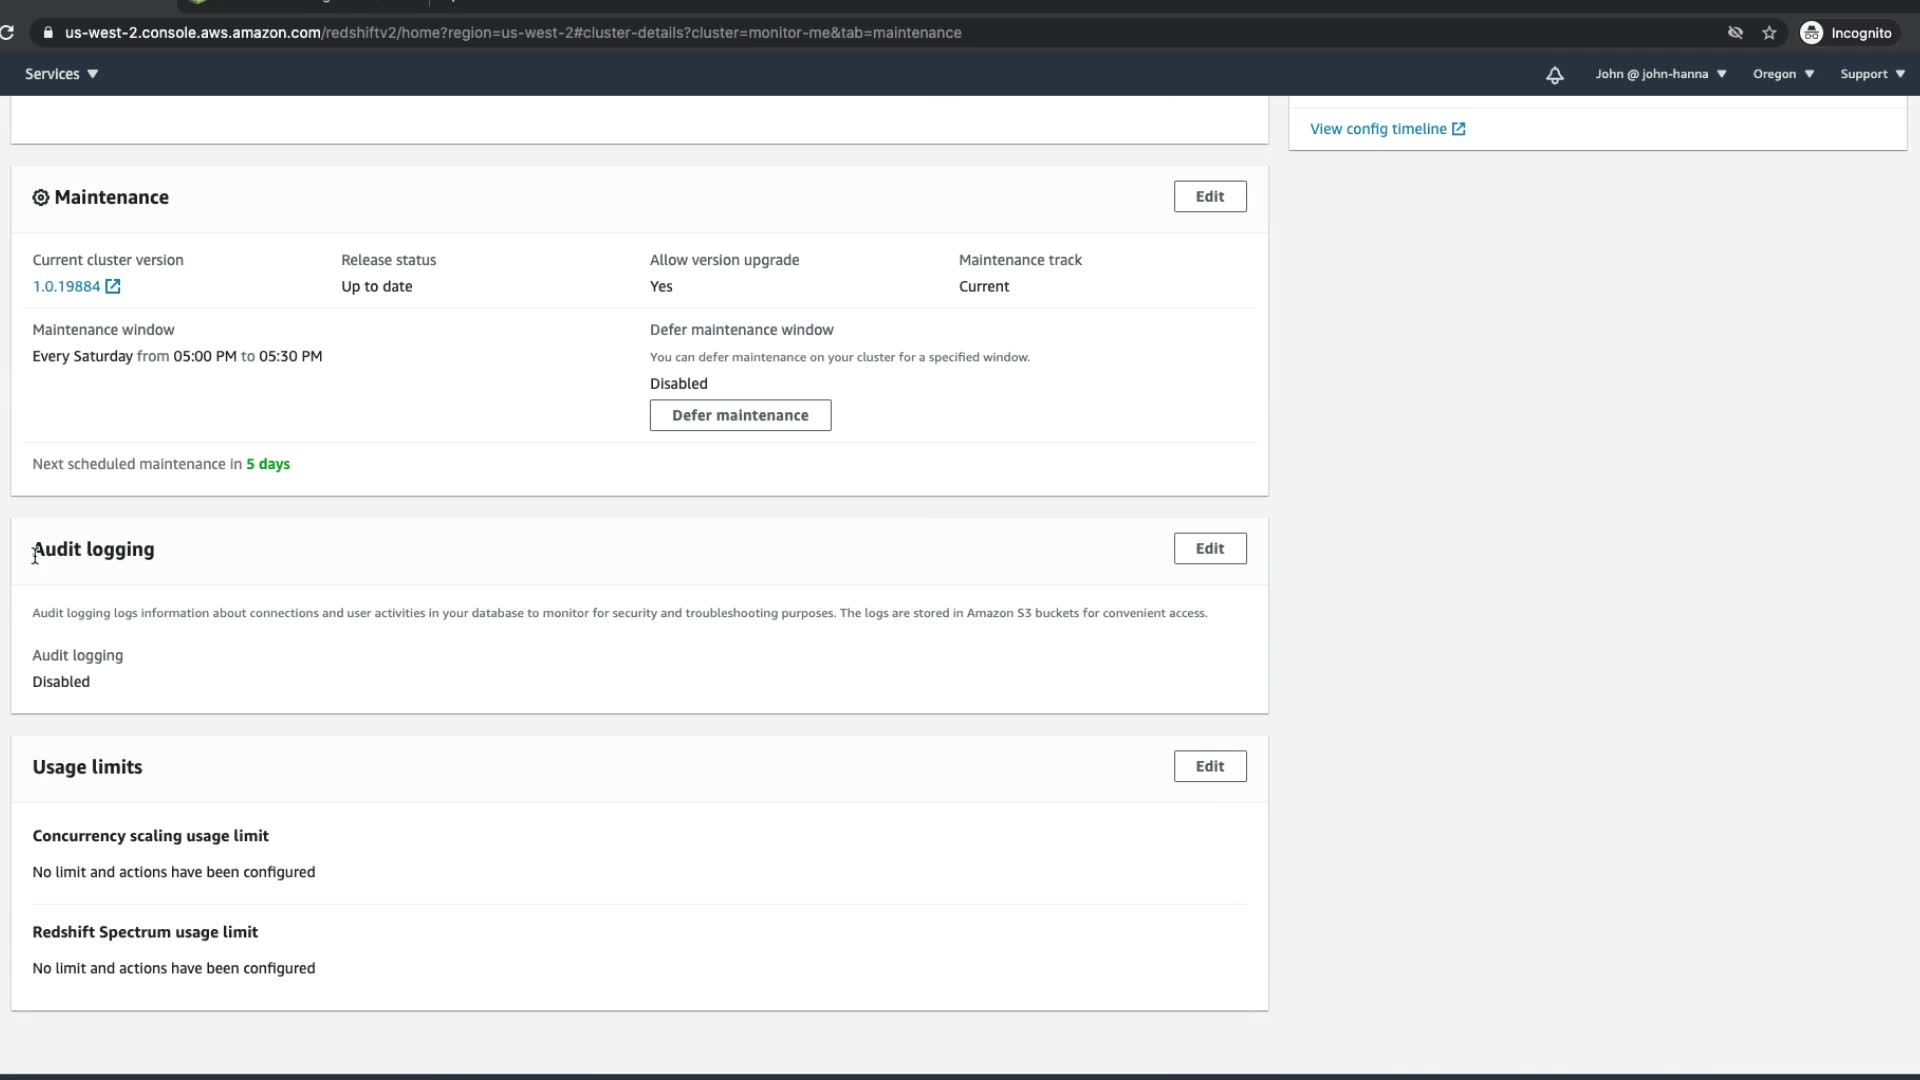 us-west-2.console.aws.amazon.com/redshiftv2/home?region=us-west-2#cluster-details?cluster=monitor-me&tab=maintenance
Incognito
Services
John @ john-hanna
Oregon
Support
View config timeline
Maintenance
Edit
Current cluster version
Release status
Allow version upgrade
Maintenance track
1.0.19884
Up to date
Yes
Current
Maintenance window
Defer maintenance window
Every Saturday from 05:00 PM to 05:30 PM
You can defer maintenance on your cluster for a specified window.
Disabled
Defer maintenance
Next scheduled maintenance in 5 days
Audit logging
Edit
Audit logging logs information about connections and user activities in your database to monitor for security and troubleshooting purposes. The logs are stored in Amazon S3 buckets for convenient access.
Audit logging
Disabled
Usage limits
Edit
Concurrency scaling usage limit
No limit and actions have been configured
Redshift Spectrum usage limit
No limit and actions have been configured